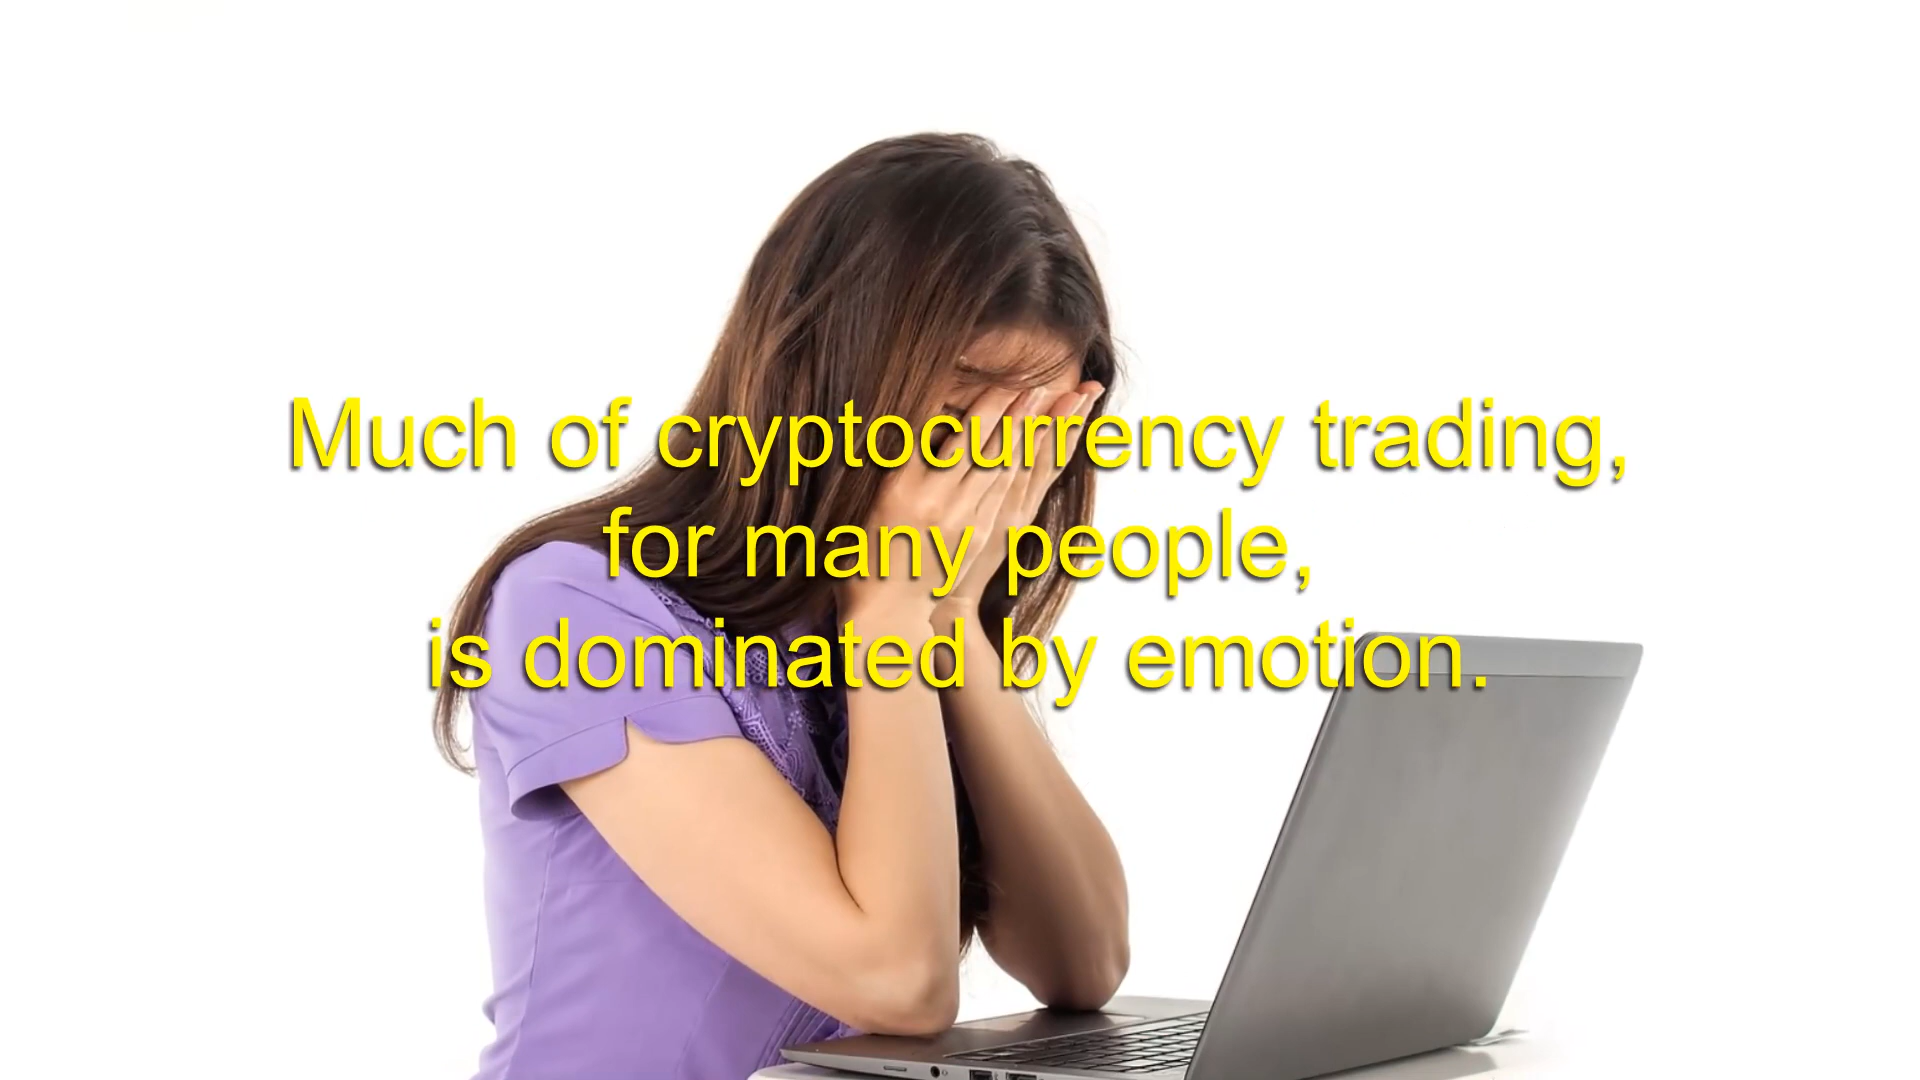 Much of cryptocurrency trading,
for many people,
is dominated by emotion.